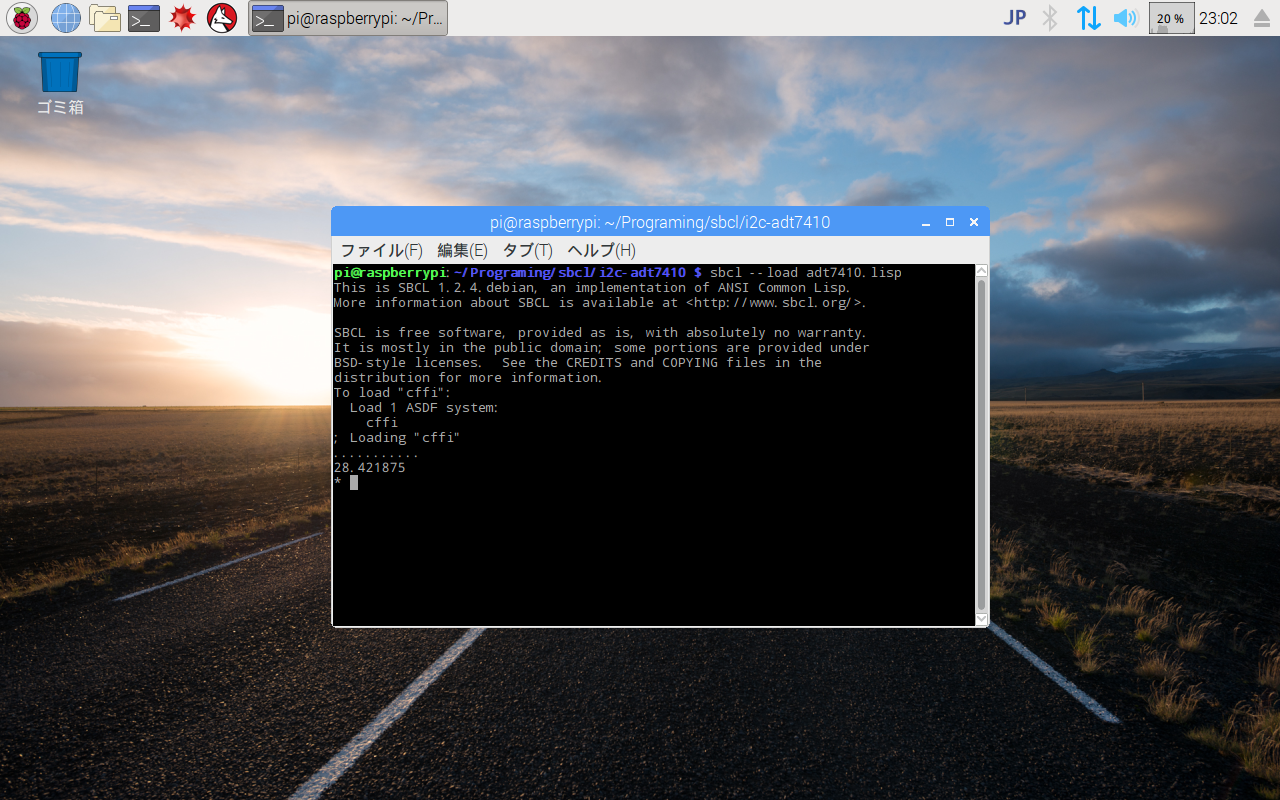 pi@raspberrypi: ~/Pr...
JP
20 %
23:02
ゴミ箱
pi@raspberrypi: ~/Programing/sbcl/i2c-adt7410
ファイル(F) 編集(E) タブ(T) ヘルプ(H)
pi@raspberrypi:~/Programing/sbcl/i2c-adt7410 $ sbcl --load adt7410.lisp
This is SBCL 1.2.4.debian, an implementation of ANSI Common Lisp.
More information about SBCL is available at <http://www.sbcl.org/>.
SBCL is free software, provided as is, with absolutely no warranty.
It is mostly in the public domain; some portions are provided under
BSD-style licenses.  See the CREDITS and COPYING files in the
distribution for more information.
To load "cffi":
  Load 1 ASDF system:
    cffi
; Loading "cffi"
...........
28.421875
*